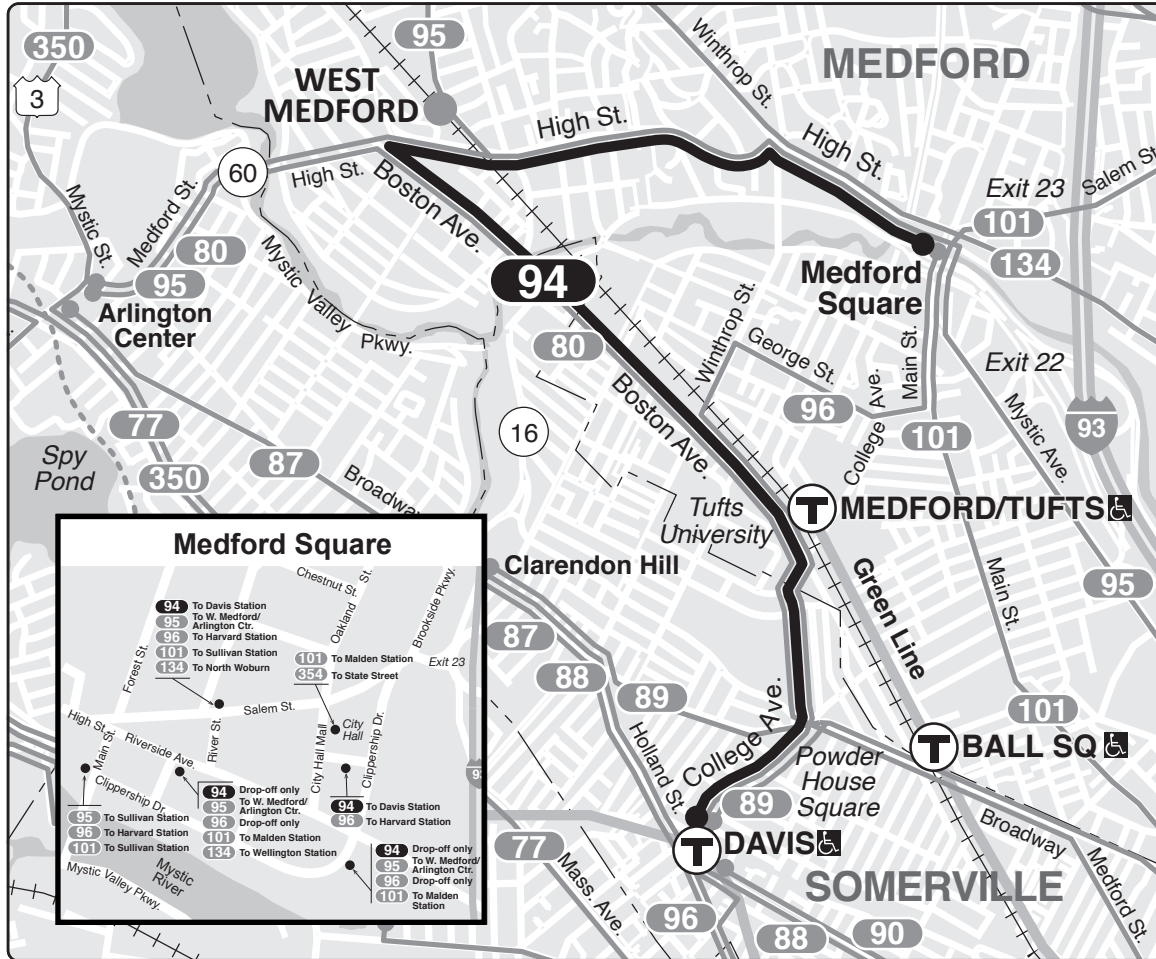 350
95
Winthrop St.
MEDFORD
3
WEST
MEDFORD
High St.
High St.
60
High St.
Boston Ave.
Exit 23
Salem St.
Mystic St.
Medford St.
80
95
101
134
Arlington
Center
Mystic Valley
Pkwy.
94
Medford
Square
80
Winthrop St.
George St.
Main St.
Exit 22
96
College Ave.
101
Mystic Ave.
93
77
350
87
Broadway
16
Boston Ave.
Spy
Pond
Tufts
University
T MEDFORD/TUFTS
Clarendon Hill
Green Line
Main St.
95
87
88
89
Holland St.
College Ave.
Powder
House
Square
101
T BALL SQ
89
Broadway
77
T DAVIS
Mass. Ave.
SOMERVILLE
Medford St.
96
88
90
Medford Square
Chestnut St.
Oakland St.
Brookside Pkwy.
Exit 23
94 To Davis Station
95 To W. Medford/
Arlington Ctr.
96 To Harvard Station
101 To Sullivan Station
134 To North Woburn
101 To Malden Station
354 To State Street
Forest St.
Salem St.
High St.
Main St.
Riverside Ave.
River St.
City Hall Mall
City
Hall
Clippership Dr.
Clippership Dr.
93
95 To Sullivan Station
96 To Harvard Station
101 To Sullivan Station
94 Drop-off only
95 To W. Medford/
Arlington Ctr.
96 Drop-off only
101 To Malden Station
134 To Wellington Station
94 To Davis Station
96 To Harvard Station
94 Drop-off only
95 To W. Medford/
Arlington Ctr.
96 Drop-off only
101 To Malden
Station
Mystic
River
Mystic Valley Pkwy.